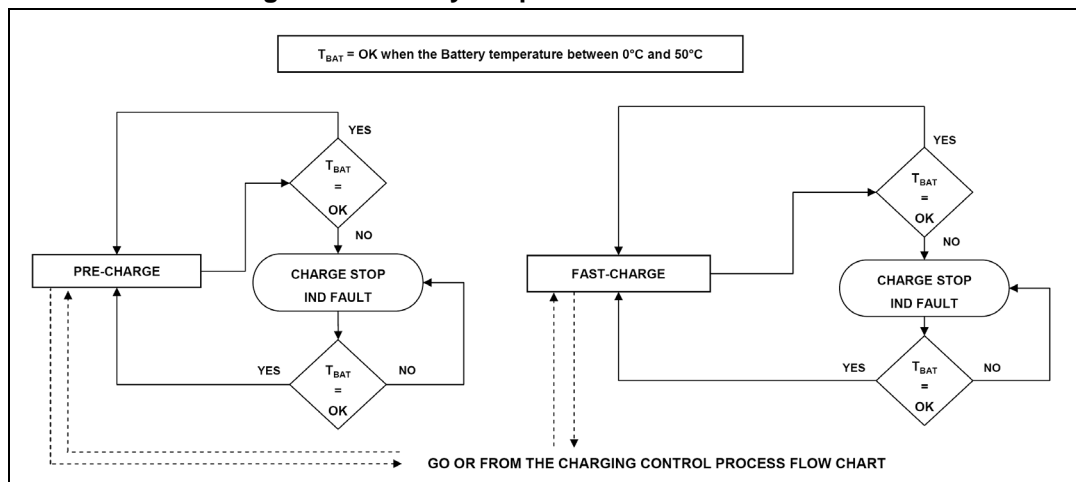 T_BAT = OK when the Battery temperature between 0°C and 50°C
YES
T_BAT
=
OK
NO
PRE-CHARGE
CHARGE STOP
IND FAULT
YES
T_BAT
=
OK
NO
YES
T_BAT
=
OK
NO
FAST-CHARGE
CHARGE STOP
IND FAULT
YES
T_BAT
=
OK
NO
GO OR FROM THE CHARGING CONTROL PROCESS FLOW CHART